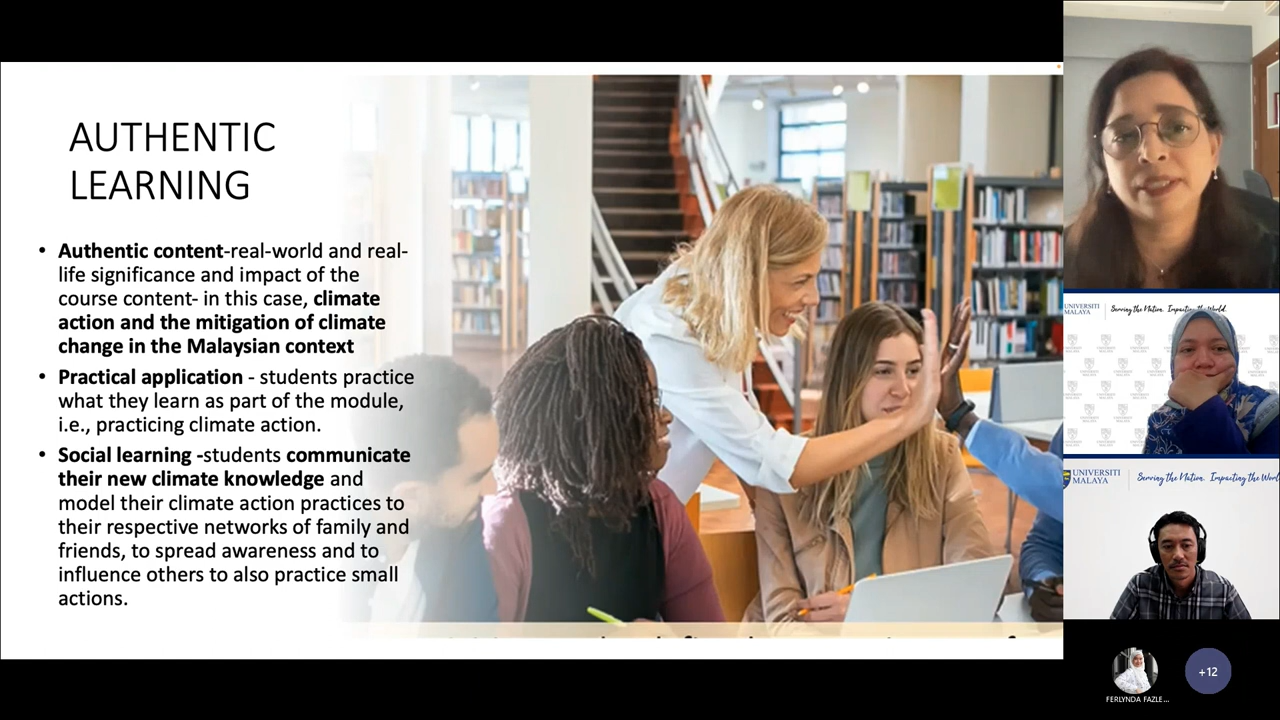 AUTHENTIC
LEARNING
• Authentic content-real-world and real-
life significance and impact of the
course content- in this case, climate
action and the mitigation of climate
change in the Malaysian context
• Practical application - students practice
what they learn as part of the module,
i.e., practicing climate action.
• Social learning -students communicate
their new climate knowledge and
model their climate action practices to
their respective networks of family and
friends, to spread awareness and to
influence others to also practice small
actions.
UNIVERSITI
MALAYA
Serving the Nation. Impacting the World.
UNIVERSITI
MALAYA
Serving the Nation. Impacting the Worl
FERLYNDA FAZLE...
+12